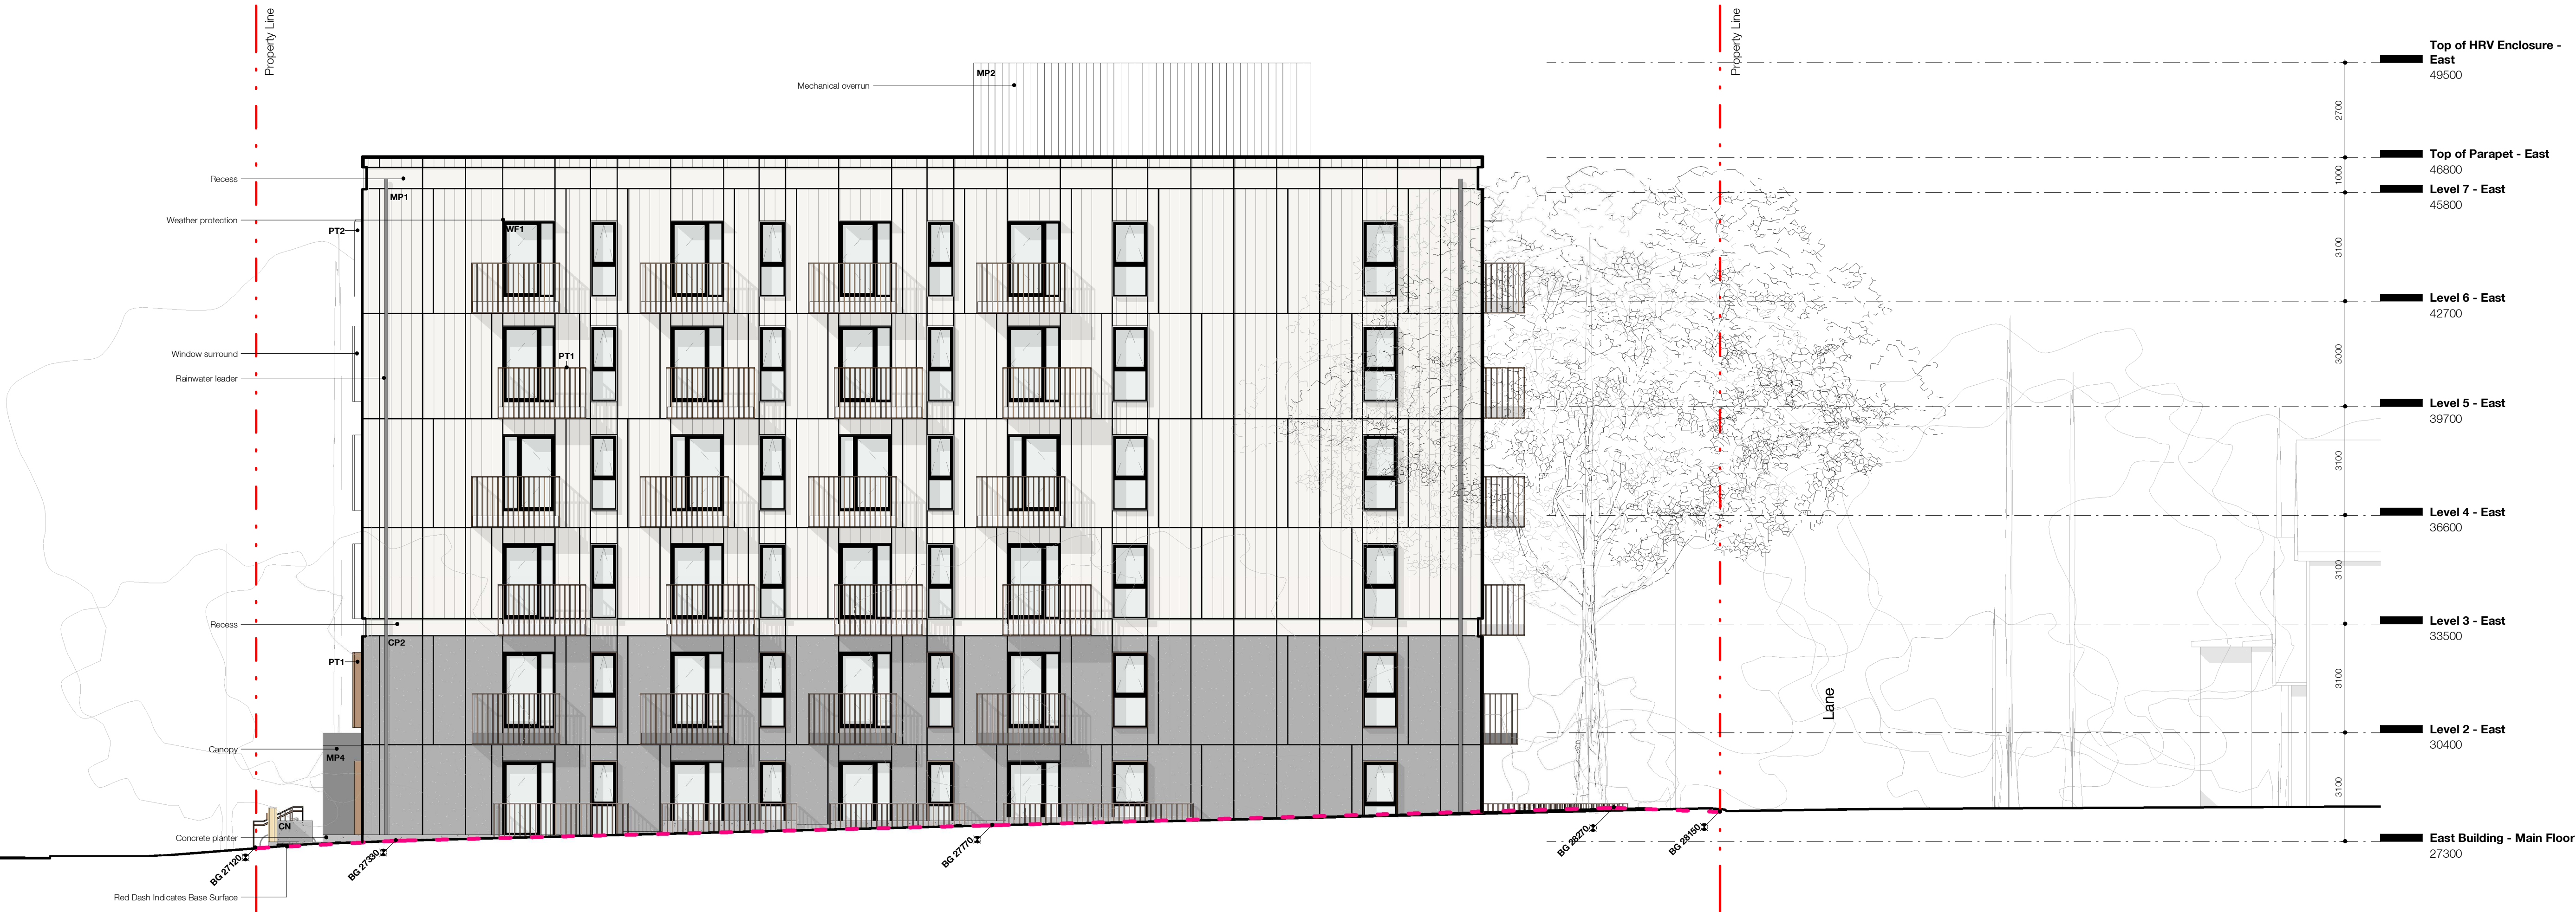 Property Line
Property Line
Top of HRV Enclosure -
East
49500
MP2
Mechanical overrun
2700
Top of Parapet - East
46800
1000
Recess
Level 7 - East
45800
MP1
Weather protection
WF1
PT2
3100
Level 6 - East
42700
Window surround
PT1
3000
Rainwater leader
Level 5 - East
39700
3100
Level 4 - East
36600
3100
Recess
Level 3 - East
33500
CP2
PT1
3100
Lane
Level 2 - East
30400
Canopy
MP4
3100
CN
Concrete planter
East Building - Main Floor
27300
BG 27120
BG 27330
BG 27770
BG 28270
BG 28150
Red Dash Indicates Base Surface